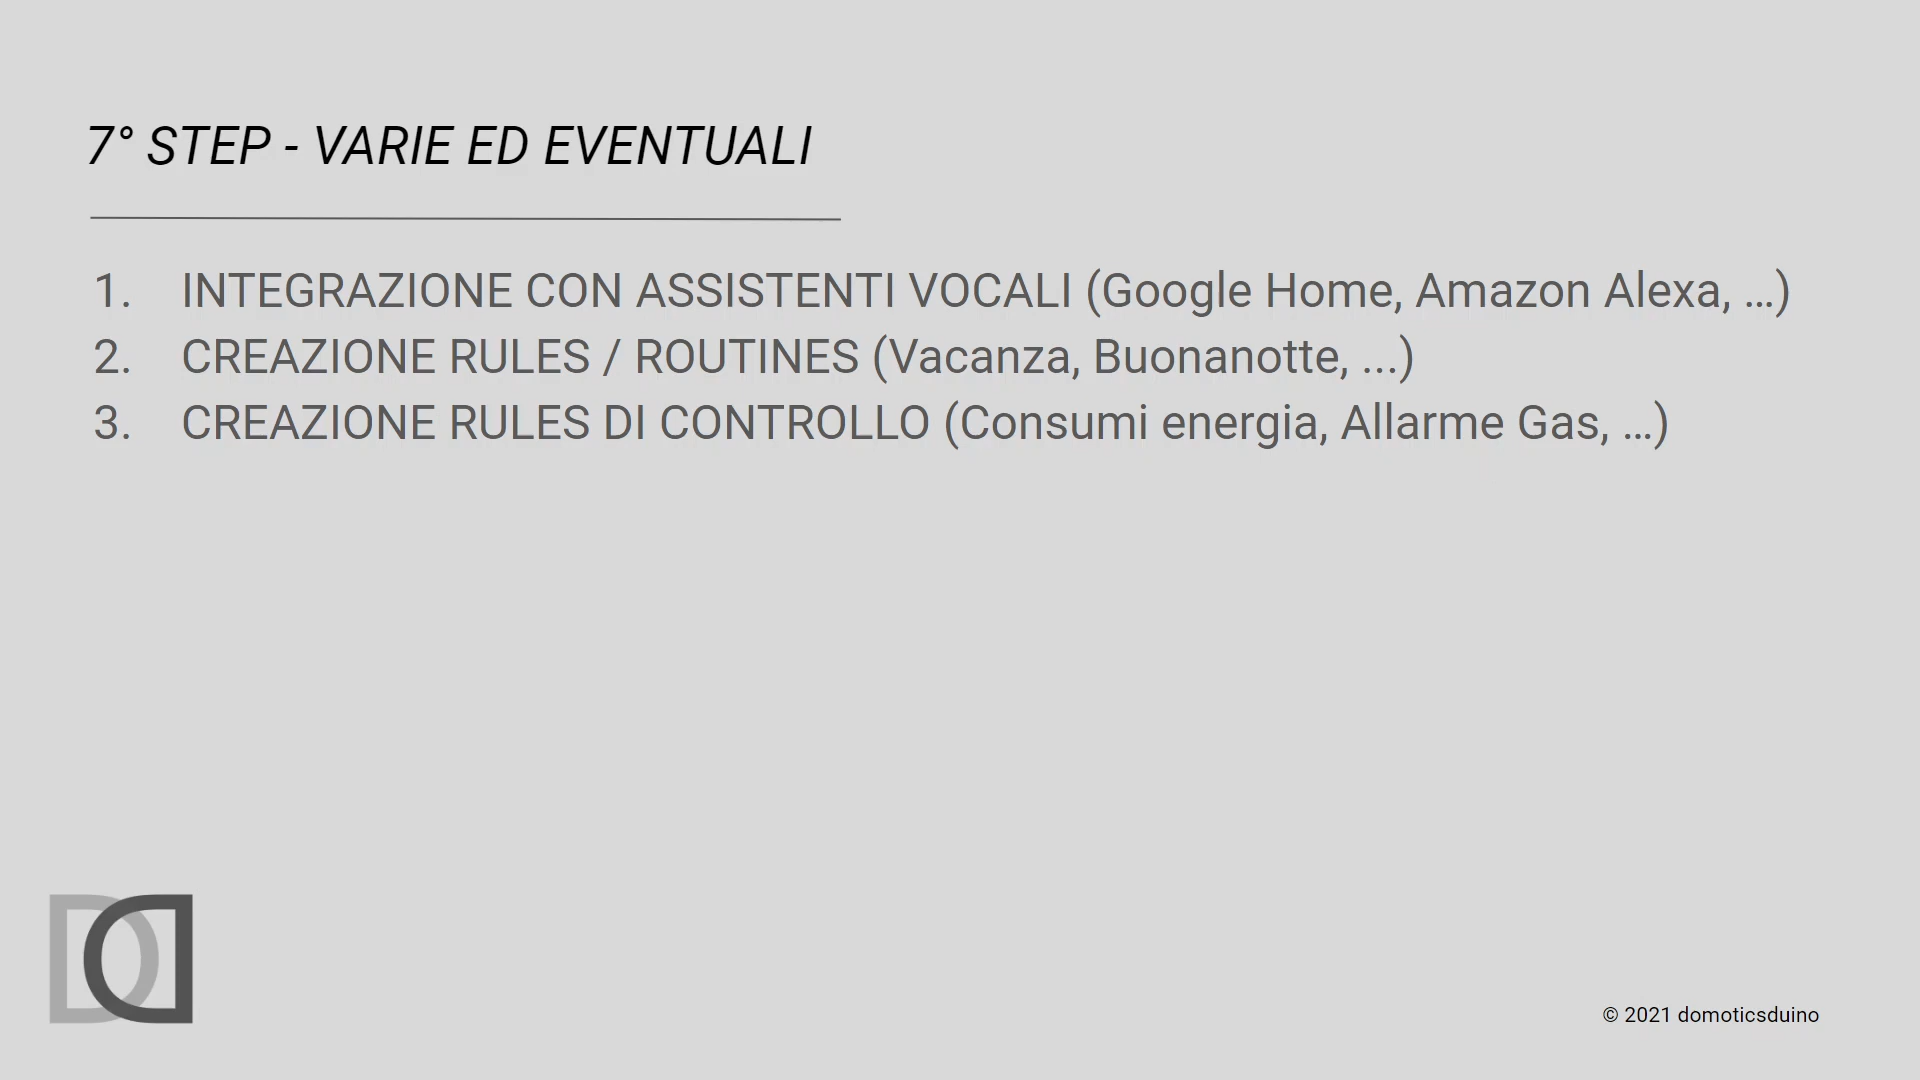 7° STEP - VARIE ED EVENTUALI
1. INTEGRAZIONE CON ASSISTENTI VOCALI (Google Home, Amazon Alexa, …)
2. CREAZIONE RULES / ROUTINES (Vacanza, Buonanotte, ...)
3. CREAZIONE RULES DI CONTROLLO (Consumi energia, Allarme Gas, …)
© 2021 domoticsduino